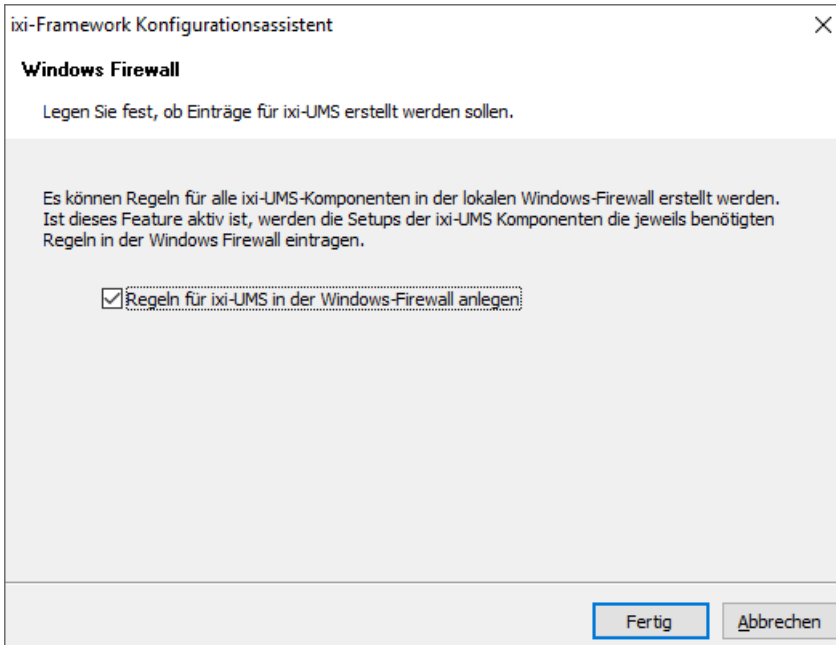 ixi-Framework Konfigurationsassistent
Windows Firewall
Legen Sie fest, ob Einträge für ixi-UMS erstellt werden sollen.
Es können Regeln für alle ixi-UMS-Komponenten in der lokalen Windows-Firewall erstellt werden.
Ist dieses Feature aktiv ist, werden die Setups der ixi-UMS Komponenten die jeweils benötigten
Regeln in der Windows Firewall eintragen.
Regeln für ixi-UMS in der Windows-Firewall anlegen
Fertig
Abbrechen